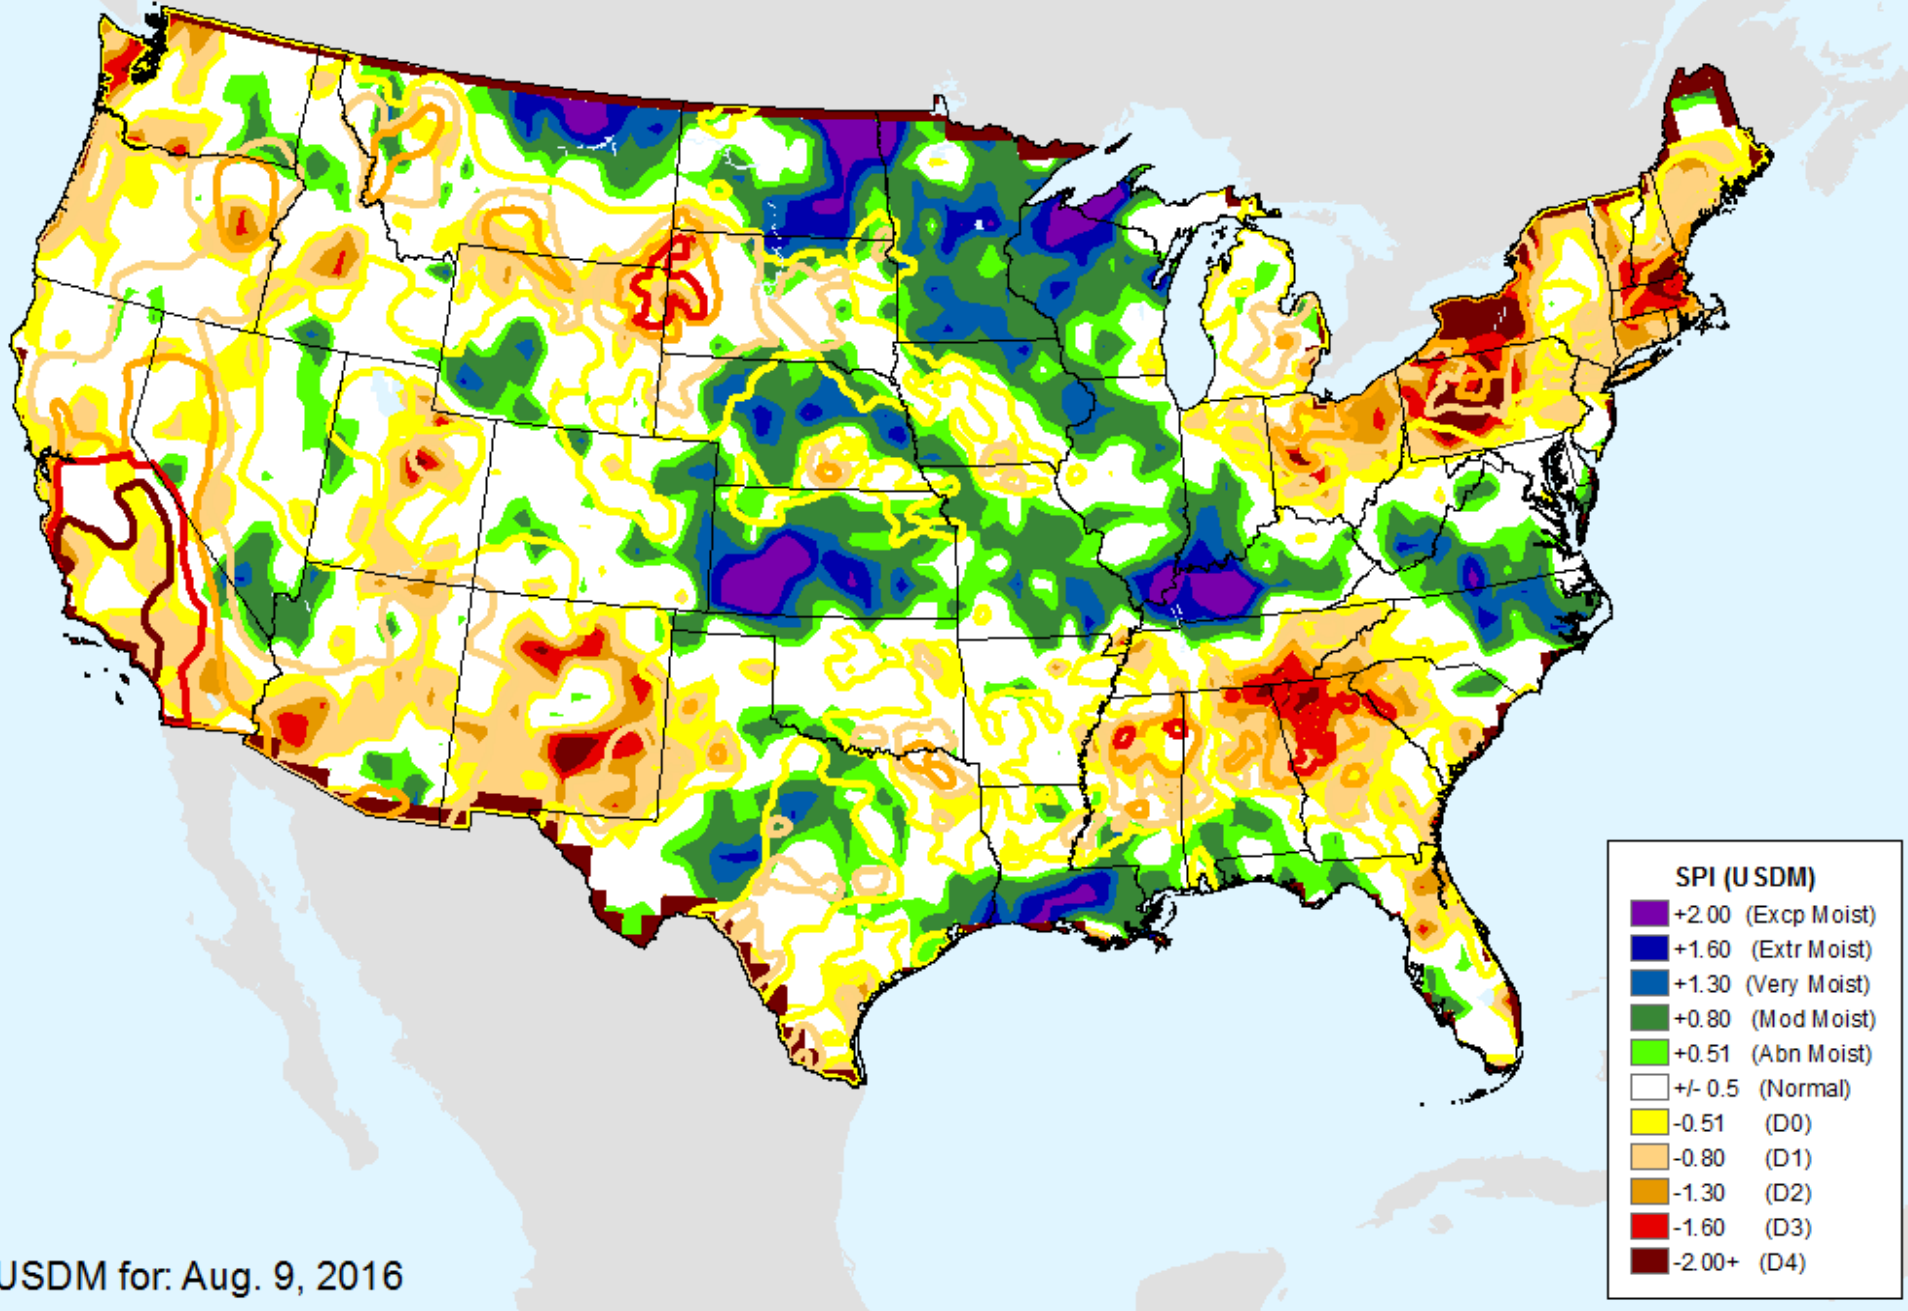 SPI (USDM)
+2.00 (Excp Moist)
+1.60 (Extr Moist)
+1.30 (Very Moist)
+0.80 (Mod Moist)
+0.51 (Abn Moist)
+/- 0.5 (Normal)
-0.51 (D0)
-0.80 (D1)
-1.30 (D2)
-1.60 (D3)
-2.00+ (D4)
USDM for: Aug. 9, 2016